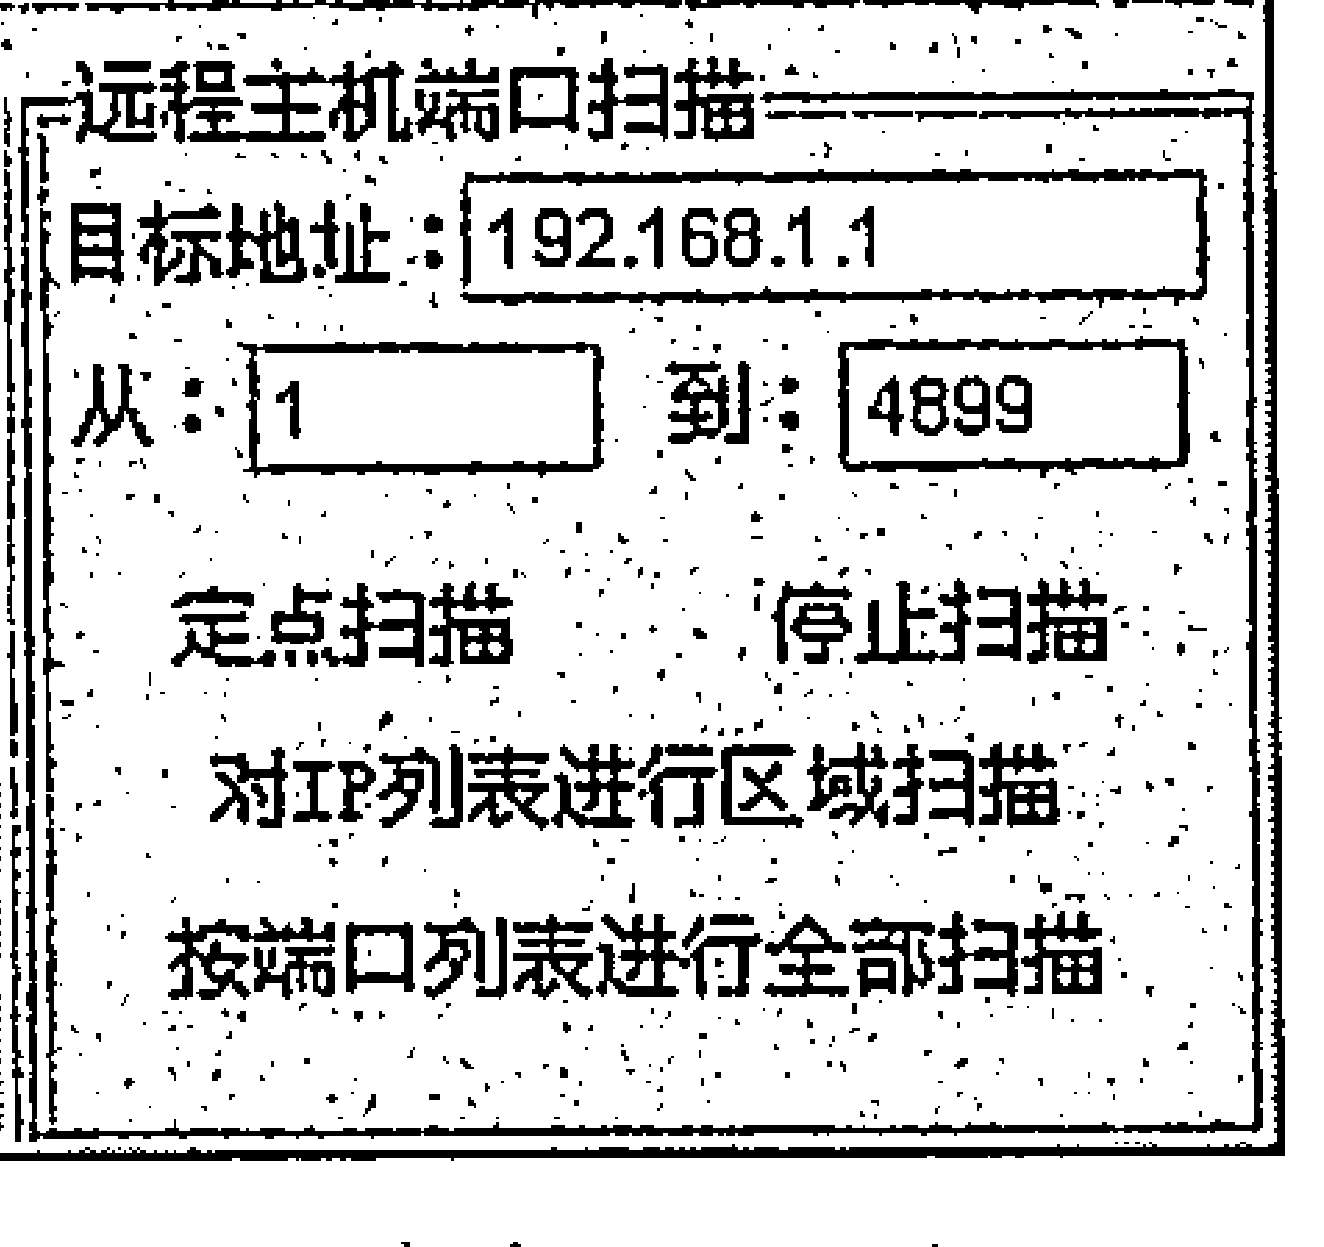 远程主机端口扫描
目标地址：192.168.1.1
从：1 到：4899
定点扫描 停止扫描
对IP列表进行区域扫描
按端口列表进行全部扫描